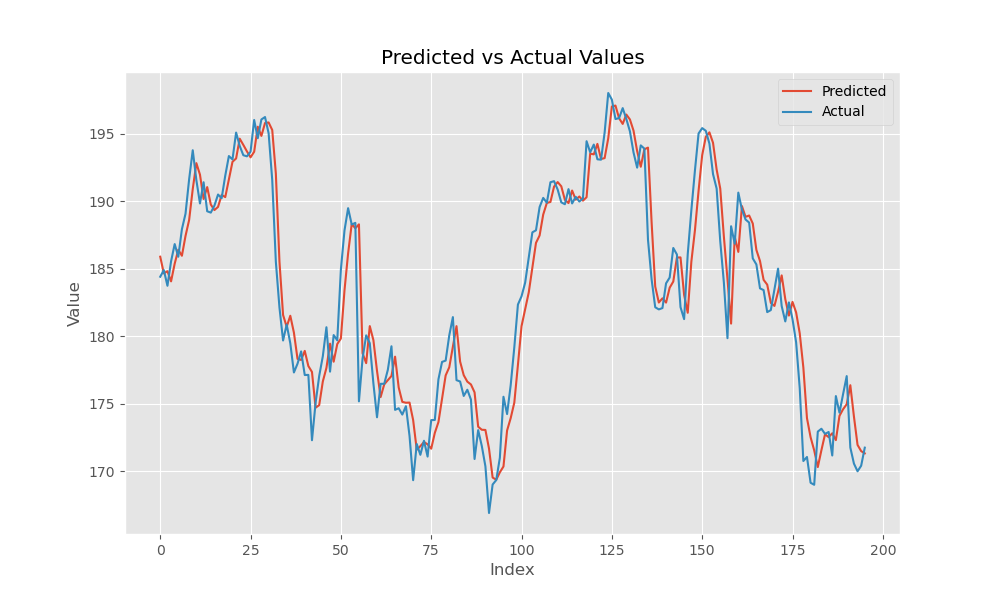 Predicted vs Actual Values
Predicted
Actual
195
190
185
180
175
170
Value
0 25 50 75 100 125 150 175 200
Index